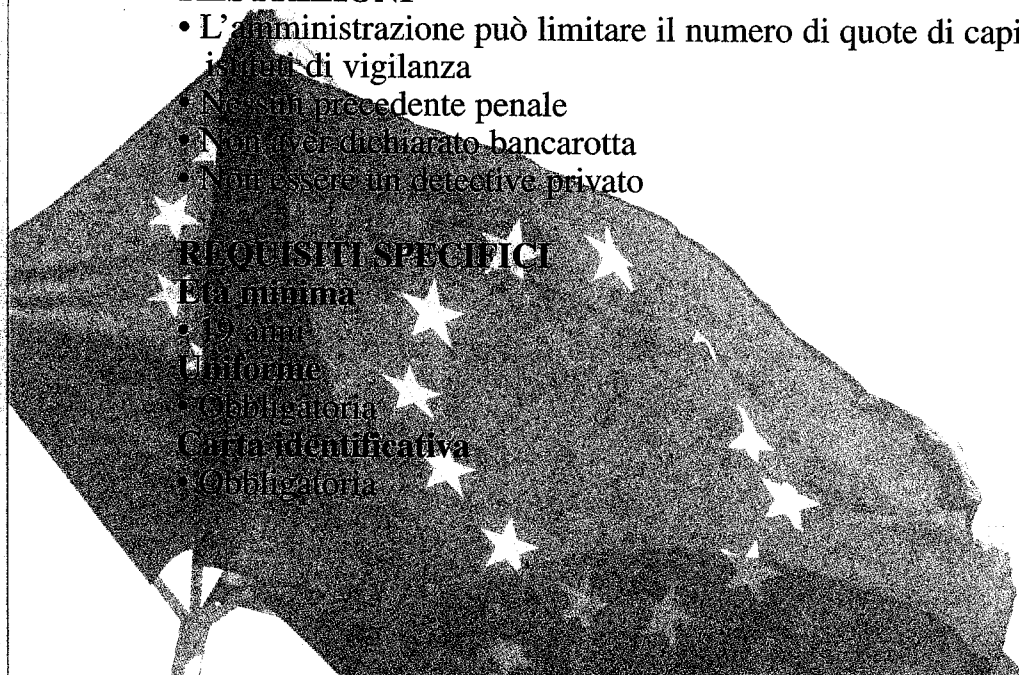 • L'amministrazione può limitare il numero di quote di capi
istituti di vigilanza
• Nessun precedente penale
• Non aver dichiarato bancarotta
• Non essere un detective privato
REQUISITI SPECIFICI
Età minima
• 19 anni
Uniforme
• Obbligatoria
Carta identificativa
• Obbligatoria